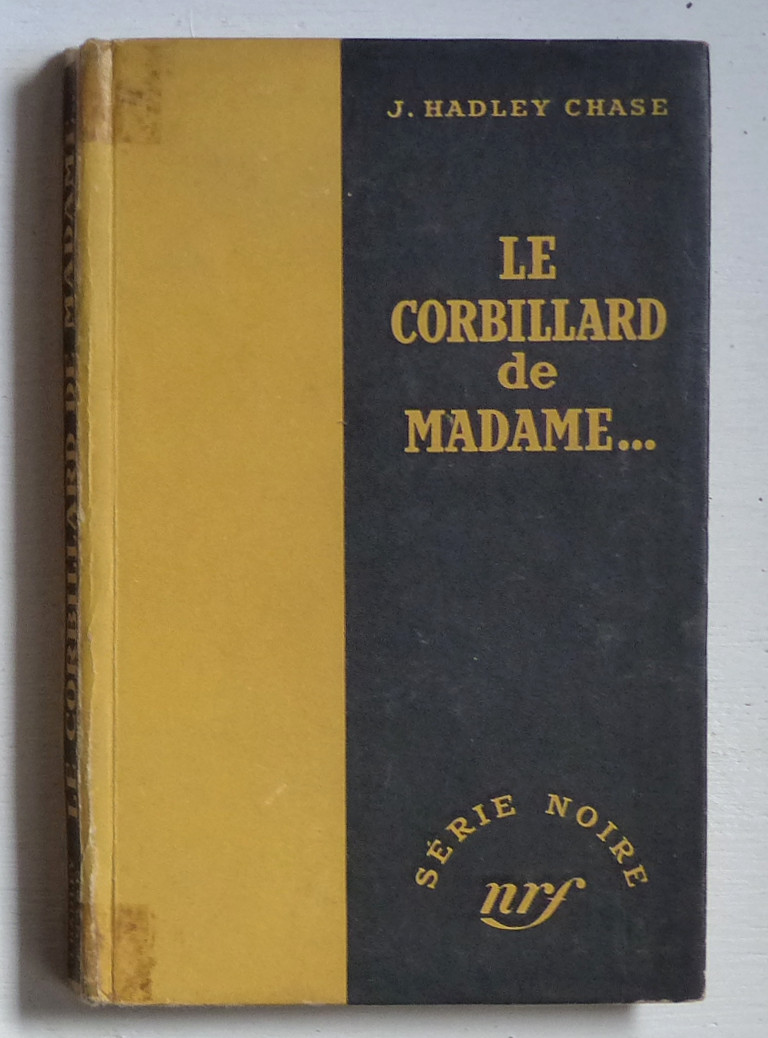 J. HADLEY CHASE
LE
CORBILLARD
de
MADAME...
SÉRIE NOIRE
nrf
LE CORBILLARD DE MADAME